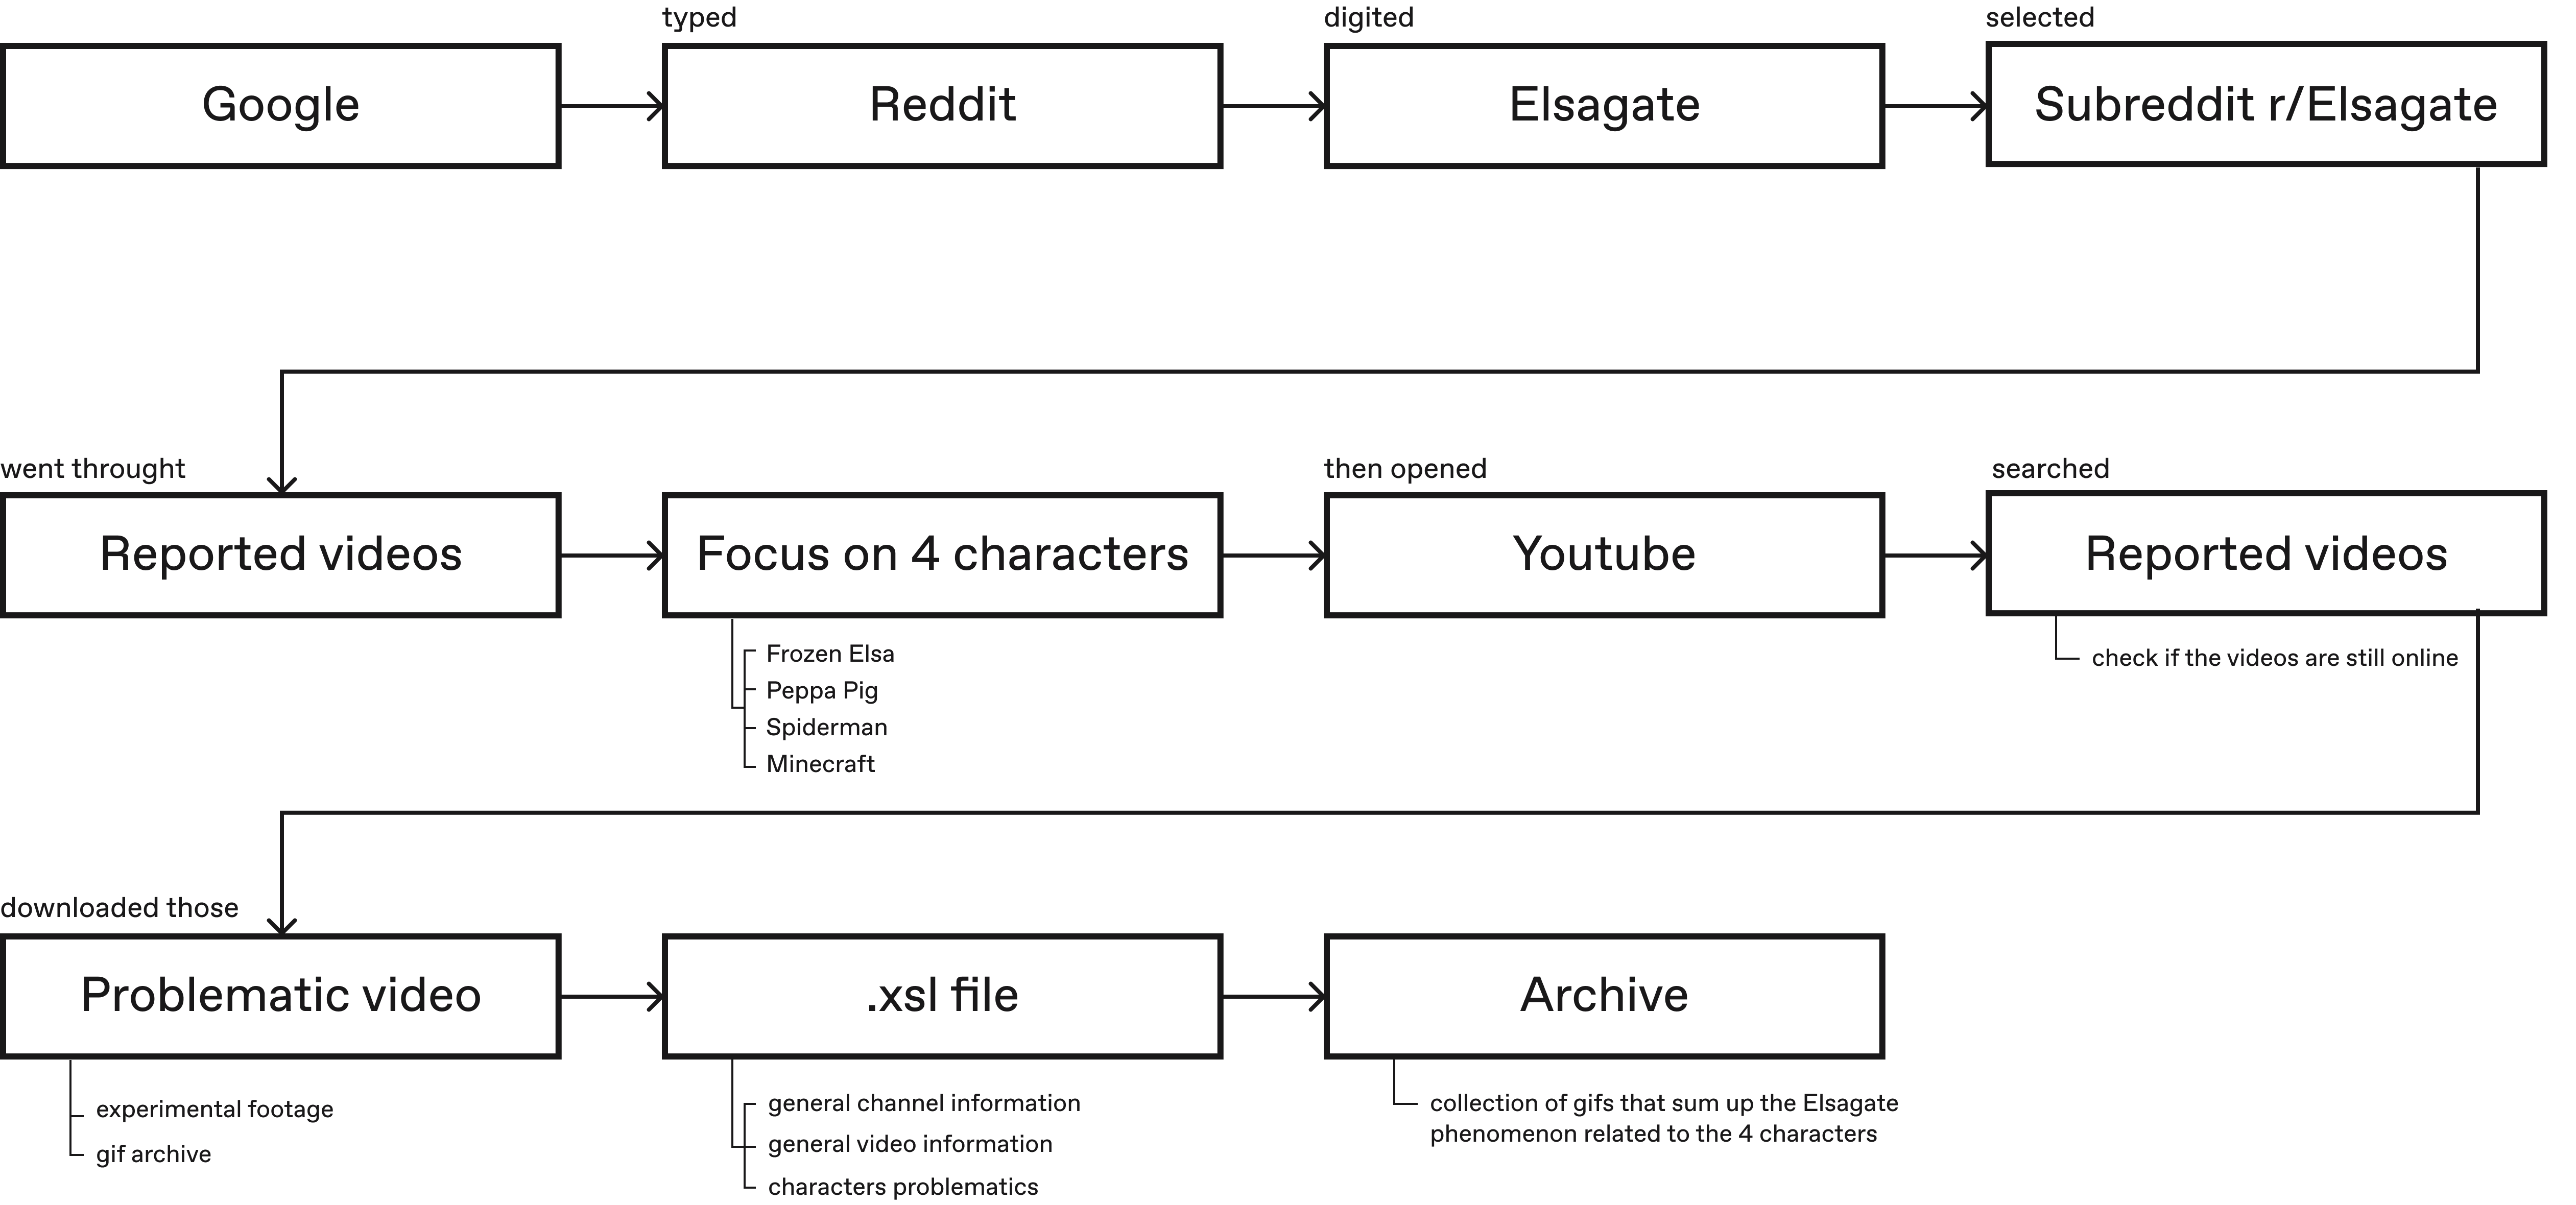 Google
typed
Reddit
digited
Elsagate
selected
Subreddit r/Elsagate
went throught
Reported videos
Focus on 4 characters
Frozen Elsa
Peppa Pig
Spiderman
Minecraft
then opened
Youtube
searched
Reported videos
check if the videos are still online
downloaded those
Problematic video
experimental footage
gif archive
.xsl file
general channel information
general video information
characters problematics
Archive
collection of gifs that sum up the Elsagate
phenomenon related to the 4 characters